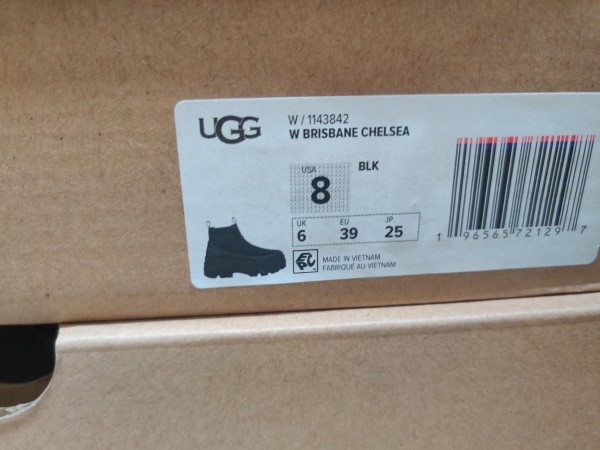 UGG
W / 1143842
W BRISBANE CHELSEA
BLK
USA
8
UK EU JP
6 39 25
MADE IN VIETNAM
FABRIQUÉ AU VIETNAM
1 96565 72129 7